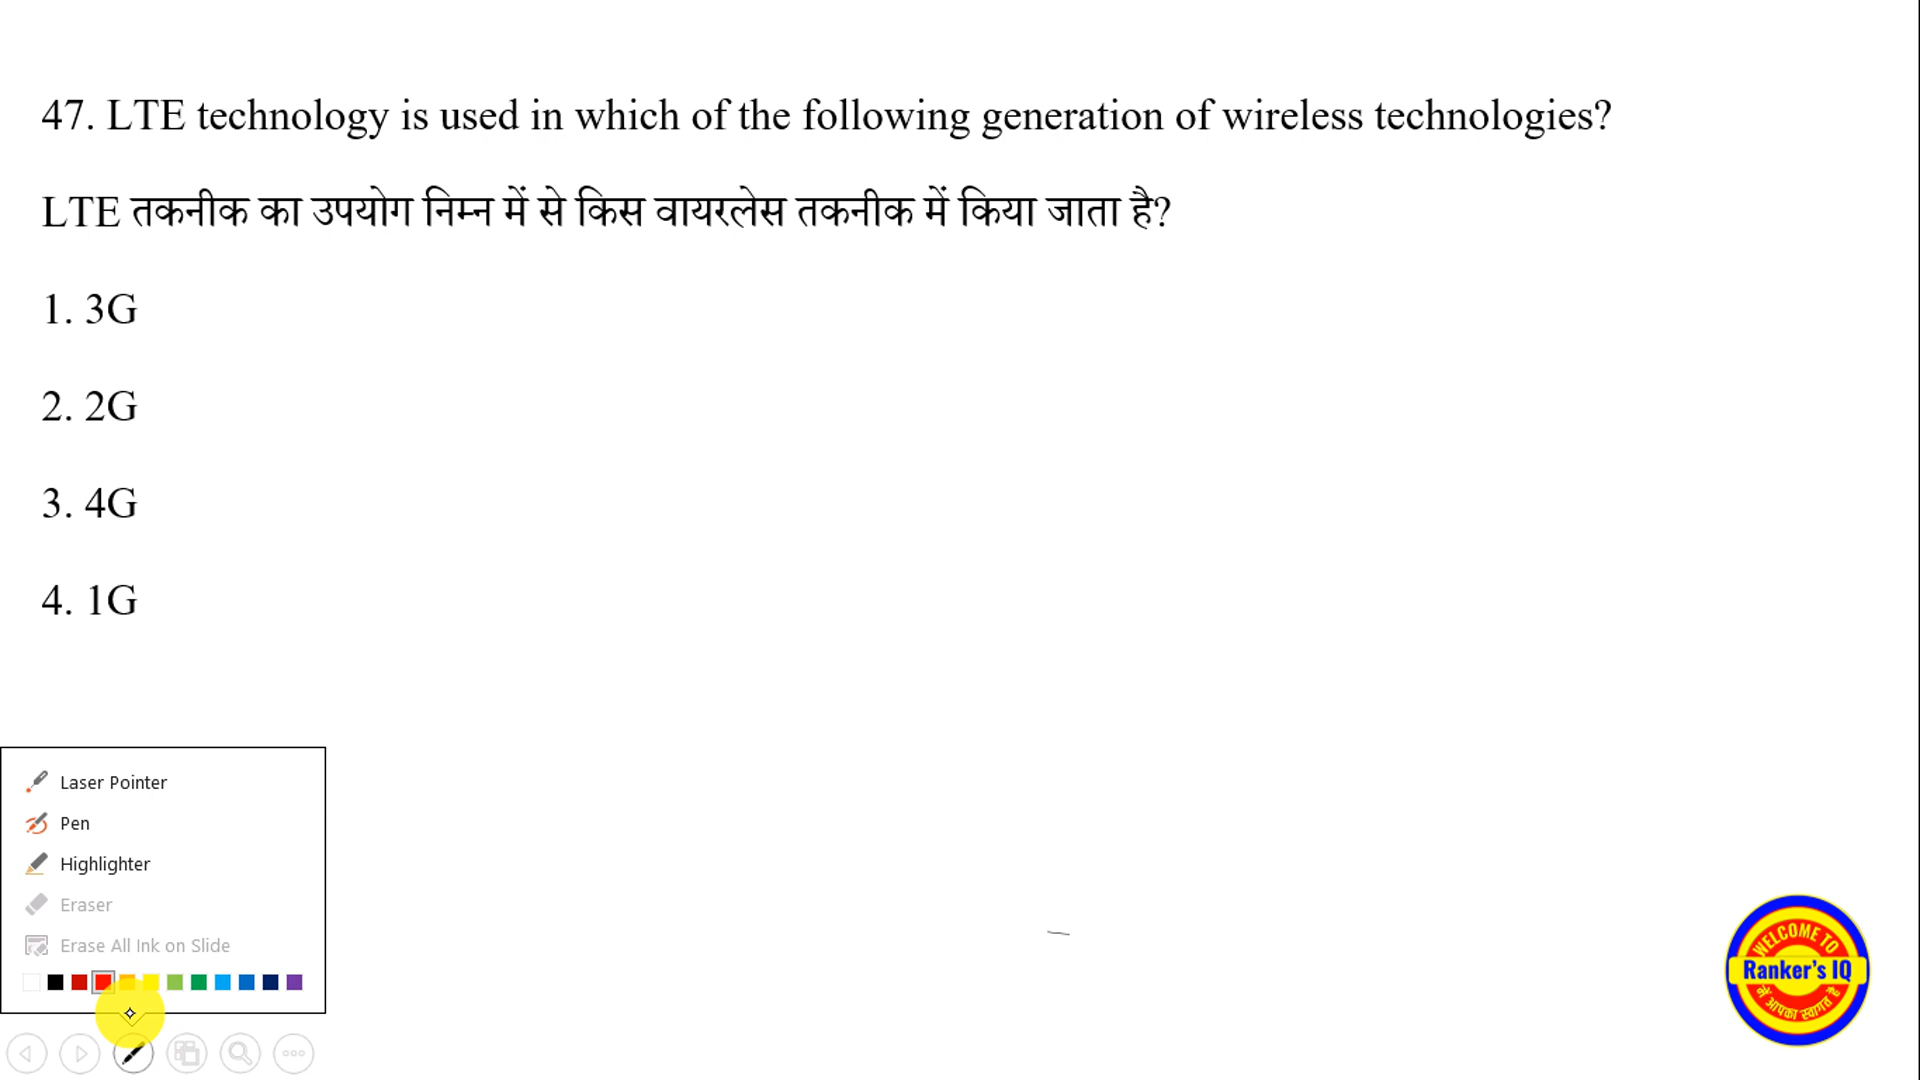 47. LTE technology is used in which of the following generation of wireless technologies?
LTE तकनीक का उपयोग निम्न में से किस वायरलेस तकनीक में किया जाता है?
1. 3G
2. 2G
3. 4G
4. 1G
Laser Pointer
Pen
Highlighter
Eraser
Erase All Ink on Slide
WELCOME TO
Ranker's IQ
में आपका स्वागत है